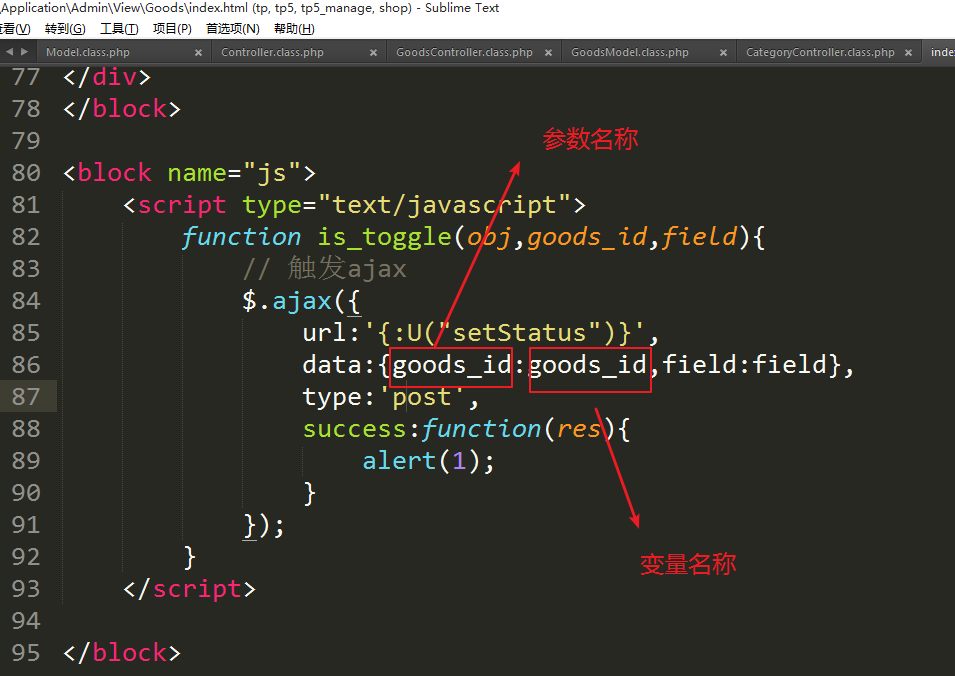 \Application\Admin\View\Goods\index.html (tp, tp5, tp5_manage, shop) - Sublime Text
查看(V) 转到(G) 工具(T) 项目(P) 首选项(N) 帮助(H)
Model.class.php × Controller.class.php × GoodsController.class.php × GoodsModel.class.php × CategoryController.class.php × inde
77 </div>
78 </block>
79
参数名称
80 <block name="js">
81 <script type="text/javascript">
82 function is_toggle(obj,goods_id,field){
83 // 触发ajax
84 $.ajax({
85 url:'{:U("setStatus")}',
86 data:{goods_id:goods_id,field:field},
87 type:'post',
88 success:function(res){
89 alert(1);
90 }
91 });
92 }
变量名称
93 </script>
94
95 </block>